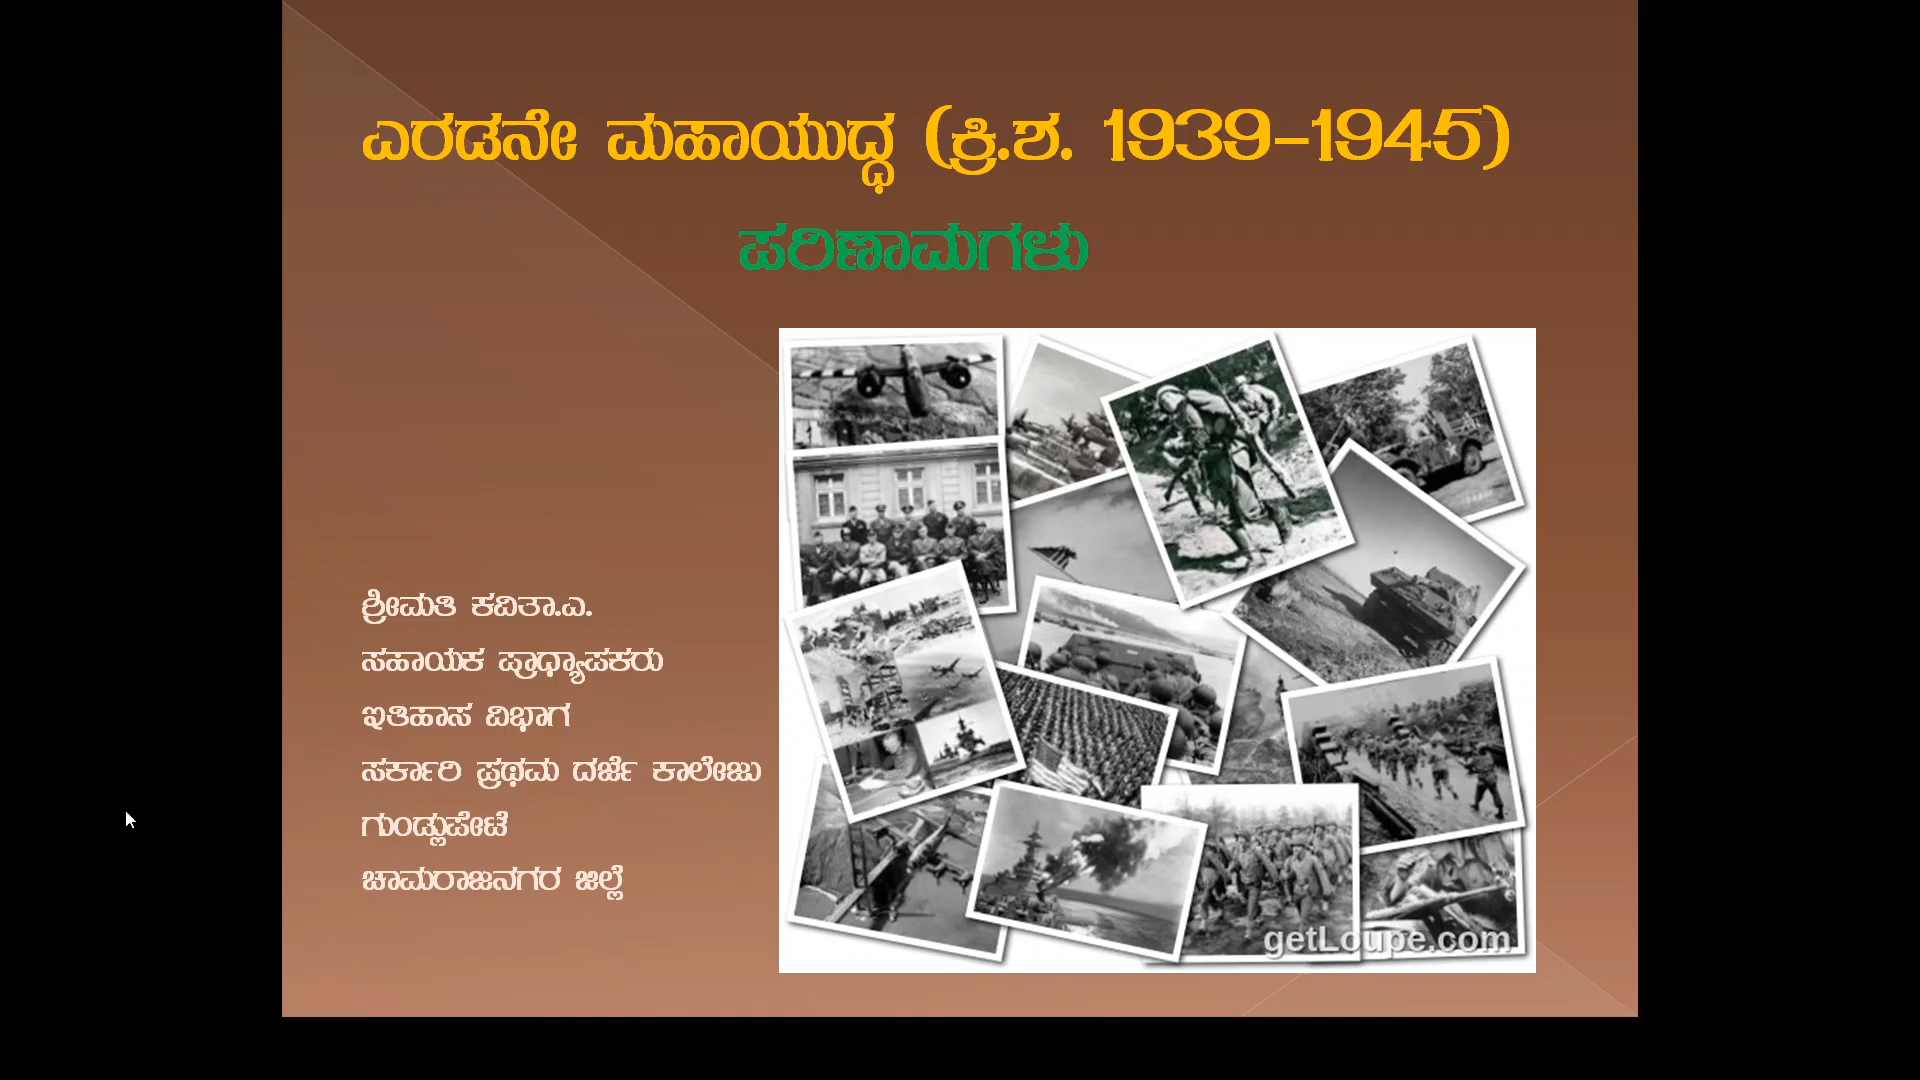 ಎರಡನೇ ಮಹಾಯುದ್ಧ (ಕ್ರಿ.ಶ. 1939-1945)
ಪರಿಣಾಮಗಳು
ಶ್ರೀಮತಿ ಕವಿತಾ.ಎ.
ಸಹಾಯಕ ಪ್ರಾಧ್ಯಾಪಕರು
ಇತಿಹಾಸ ವಿಭಾಗ
ಸರ್ಕಾರಿ ಪ್ರಥಮ ದರ್ಜೆ ಕಾಲೇಜು
ಗುಂಡ್ಲುಪೇಟೆ
ಚಾಮರಾಜನಗರ ಜಿಲ್ಲೆ
getLoupe.com